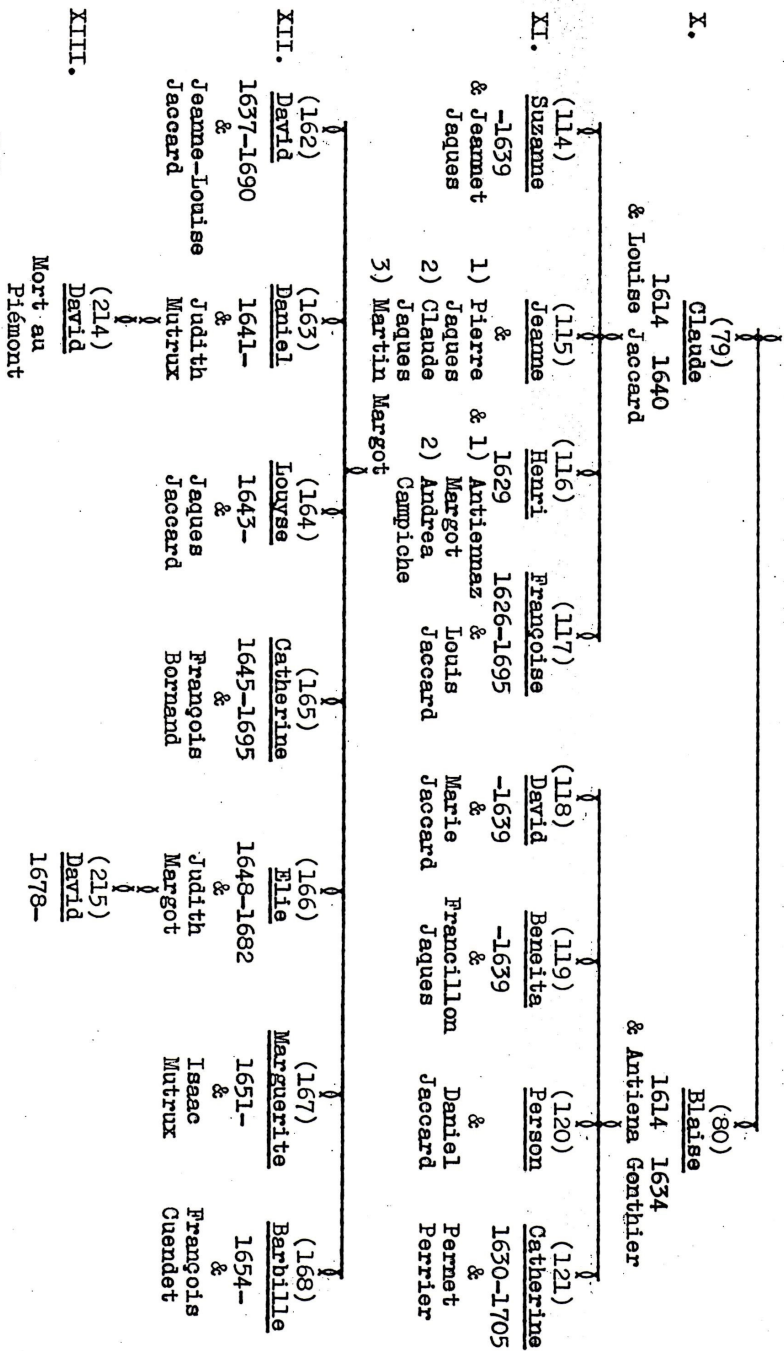 X.
(79)
Claude
1614 1640
& Louise Jaccard
(80)
Blaise
1614 1634
& Antiena Gonthier
XI.
(114)
Suzanne
-1639
& Jeannet
Jaques
(115)
Jeanne
&
1) Pierre
Jaques
2) Claude
Jaques
3) Martin Margot
(116)
Henri
1629
& 1) Antiennaz
Margot
2) Andrea
Campiche
(117)
Françoise
1626-1695
&
Louis
Jaccard
(118)
David
-1639
&
Marie
Jaccard
(119)
Beneita
-1639
&
Francillon
Jaques
(120)
Person
&
Daniel
Jaccard
(121)
Catherine
1630-1705
&
Pernet
Perrier
XII.
(162)
David
1637-1690
&
Jeanne-Louise
Jaccard
(163)
Daniel
1641-
&
Judith
Mutrux
(164)
Louyse
1643-
&
Jaques
Jaccard
(165)
Catherine
1645-1695
&
François
Bornand
(166)
Elie
1648-1682
&
Judith
Margot
(167)
Marguerite
1651-
&
Isaac
Mutrux
(168)
Barbille
1654-
&
François
Cuendet
XIII.
(214)
David
Mort au
Piémont
(215)
David
1678-